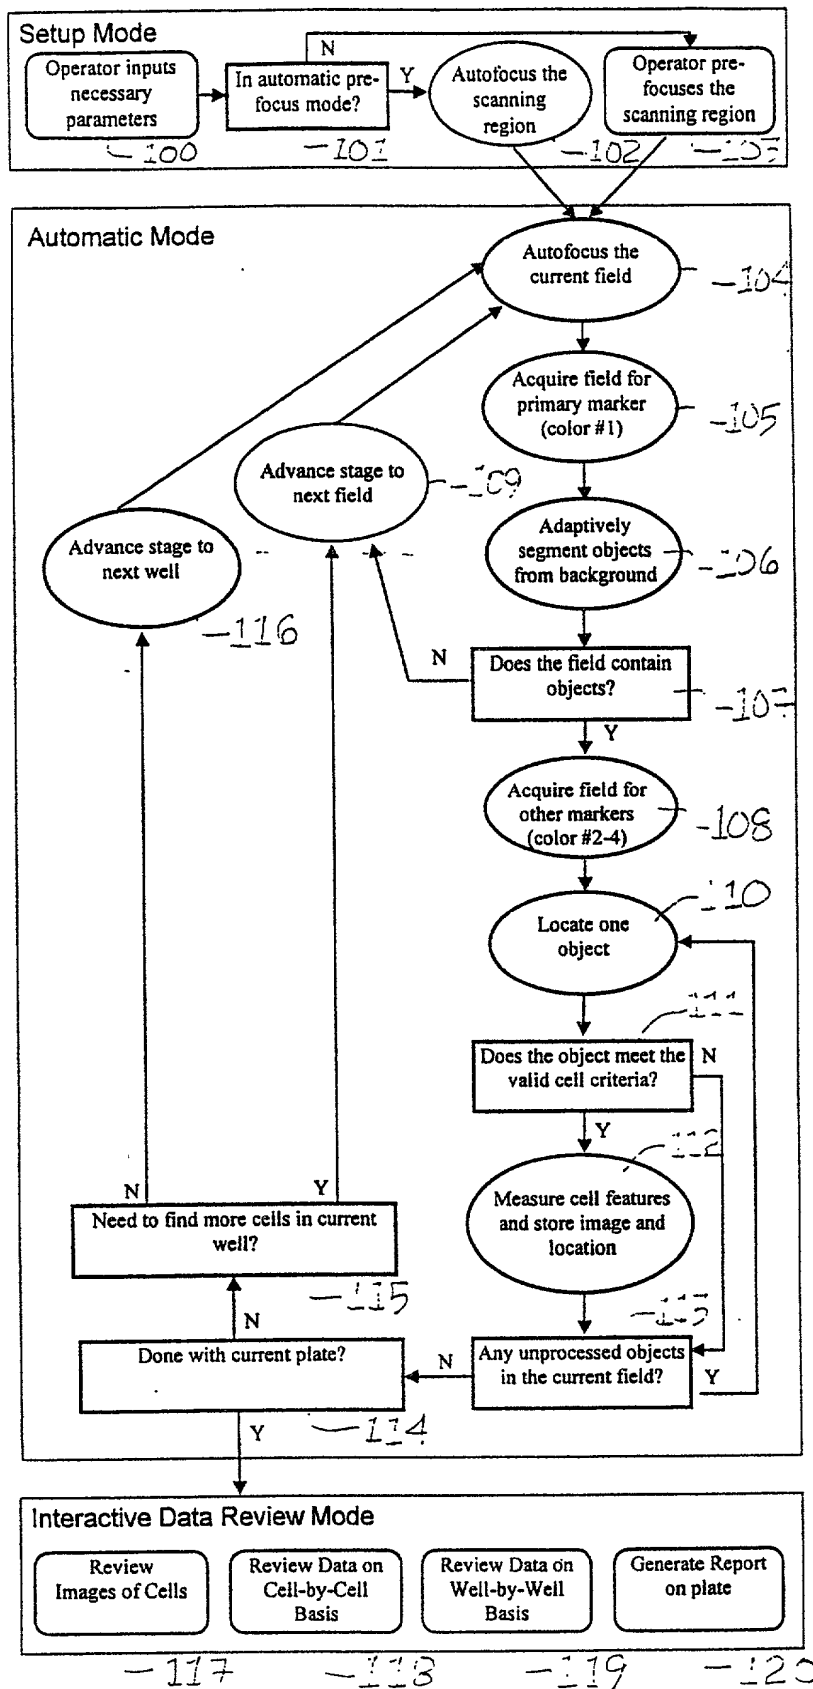 Setup Mode
N
Operator inputs
necessary
parameters
In automatic pre-
focus mode?
Y
Autofocus the
scanning
region
Operator pre-
focuses the
scanning region
-100
-101
-102
-103
Automatic Mode
Autofocus the
current field
-104
Acquire field for
primary marker
(color #1)
-105
Advance stage to
next field
-109
Adaptively
segment objects
from background
-106
Advance stage to
next well
-116
N
Does the field contain
objects?
-107
Y
Acquire field for
other markers
(color #2-4)
-108
-110
Locate one
object
111
Does the object meet the
valid cell criteria?
N
Y
112
Measure cell features
and store image and
location
N
Y
Need to find more cells in current
well?
-115
-113
N
Done with current plate?
N
Any unprocessed objects
in the current field?
Y
-114
Y
Interactive Data Review Mode
Review
Images of Cells
Review Data on
Cell-by-Cell
Basis
Review Data on
Well-by-Well
Basis
Generate Report
on plate
-117
-118
-119
-120